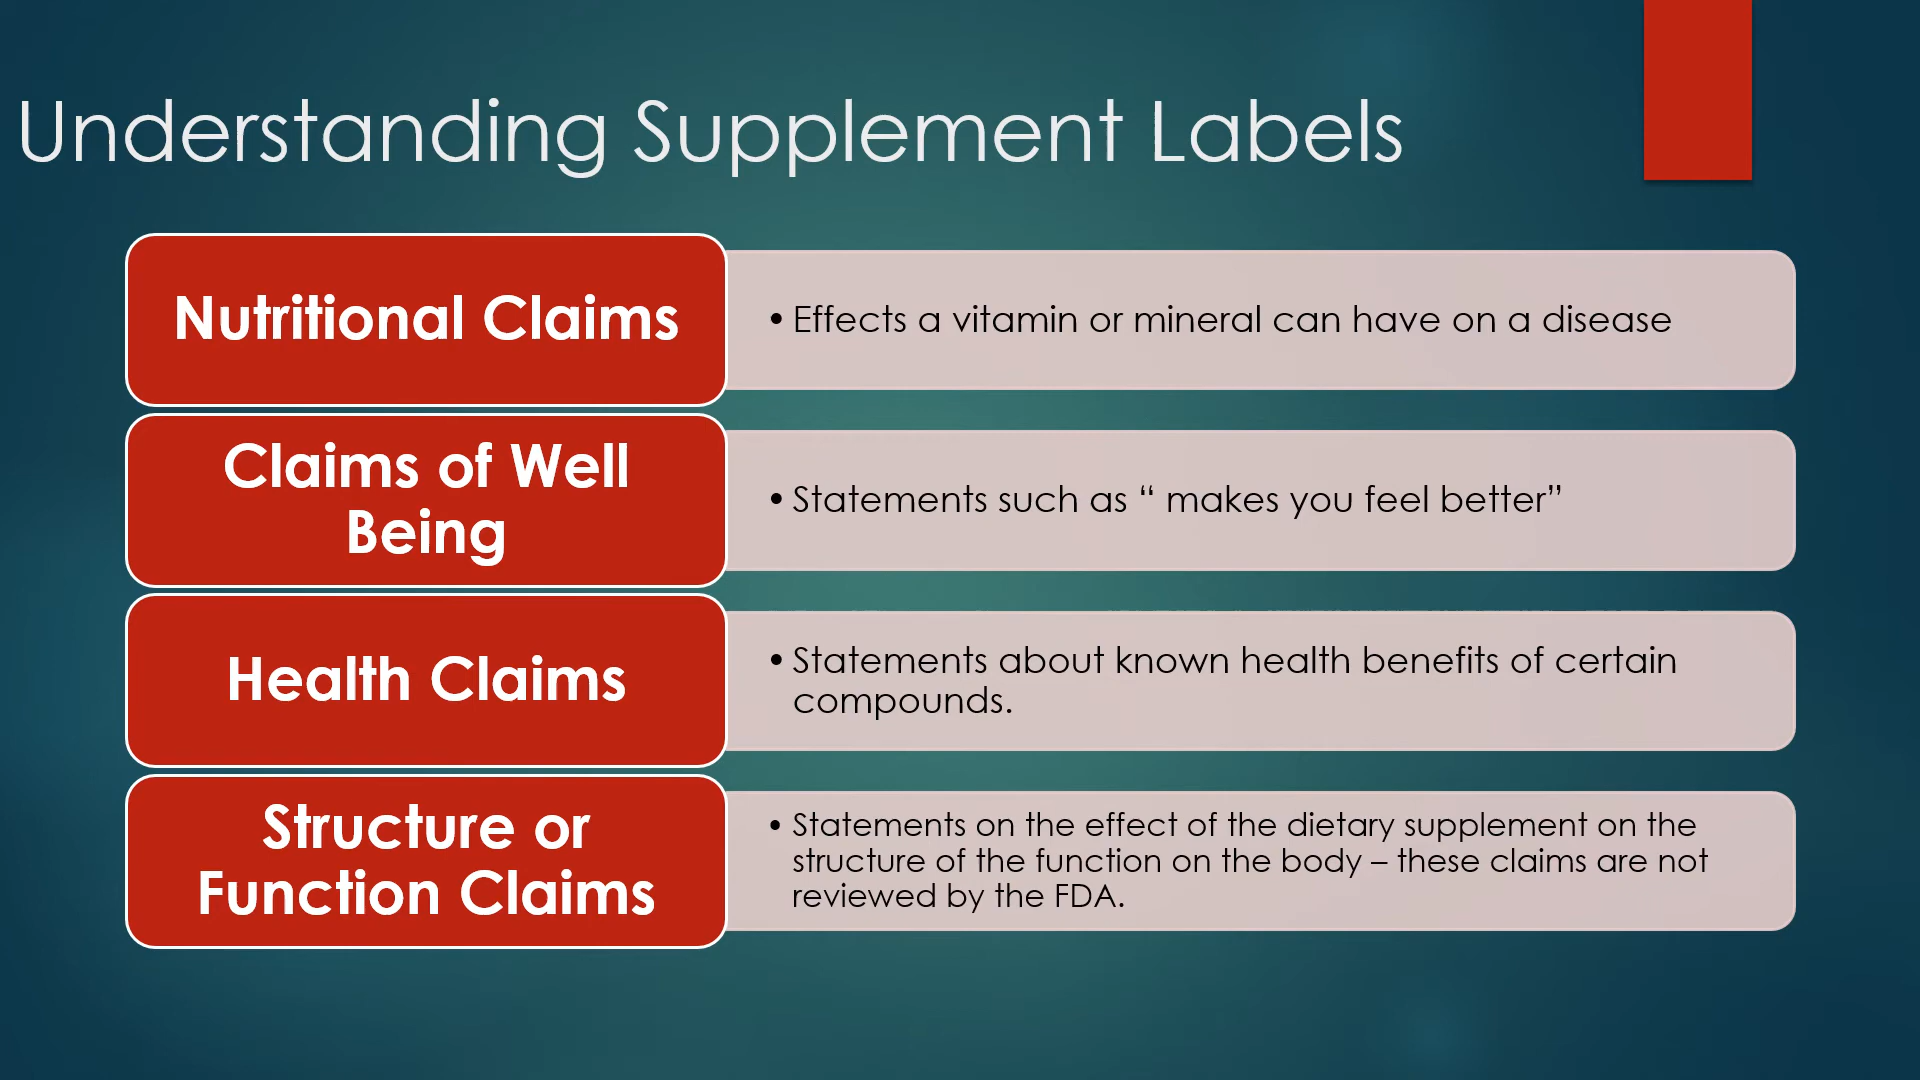 Understanding Supplement Labels
Nutritional Claims
• Effects a vitamin or mineral can have on a disease
Claims of Well
Being
• Statements such as “ makes you feel better”
Health Claims
• Statements about known health benefits of certain
compounds.
Structure or
Function Claims
• Statements on the effect of the dietary supplement on the
structure of the function on the body – these claims are not
reviewed by the FDA.